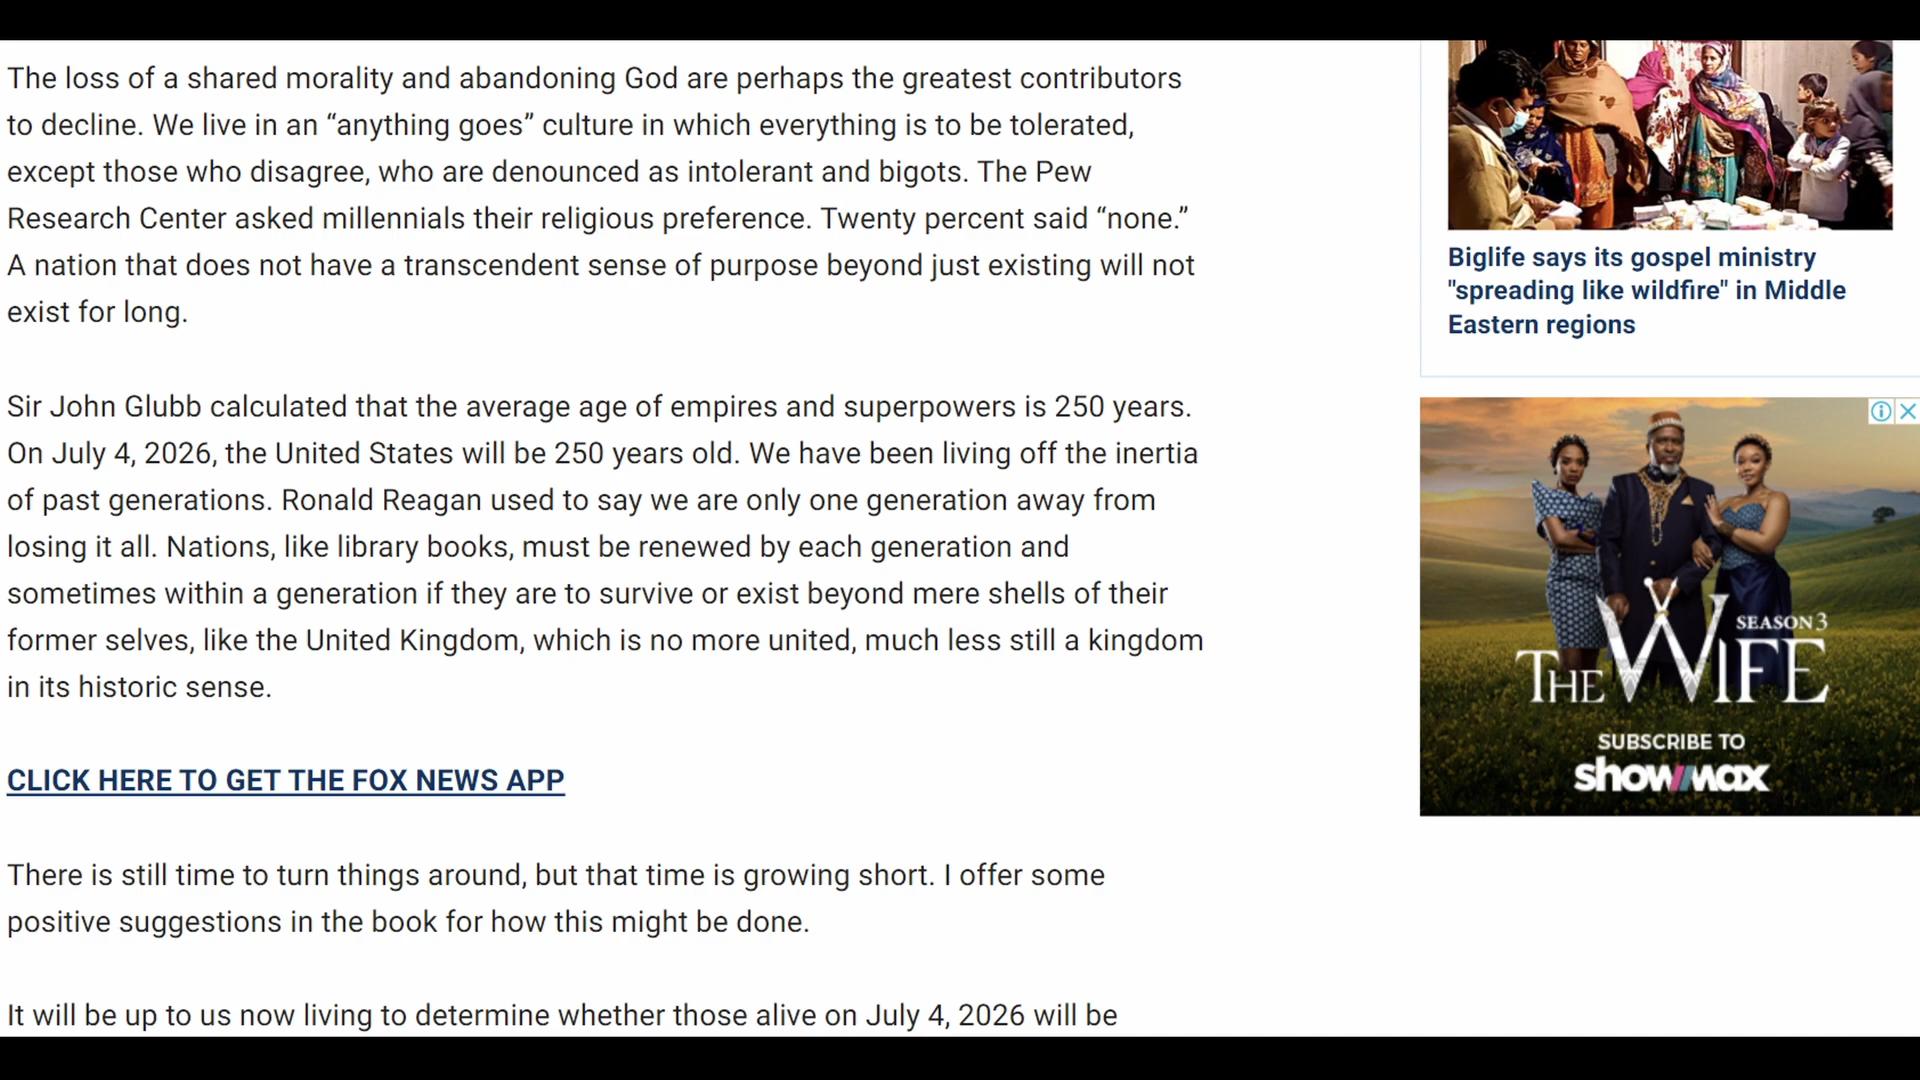 The loss of a shared morality and abandoning God are perhaps the greatest contributors
to decline. We live in an “anything goes” culture in which everything is to be tolerated,
except those who disagree, who are denounced as intolerant and bigots. The Pew
Research Center asked millennials their religious preference. Twenty percent said “none.”
A nation that does not have a transcendent sense of purpose beyond just existing will not
exist for long.
Sir John Glubb calculated that the average age of empires and superpowers is 250 years.
On July 4, 2026, the United States will be 250 years old. We have been living off the inertia
of past generations. Ronald Reagan used to say we are only one generation away from
losing it all. Nations, like library books, must be renewed by each generation and
sometimes within a generation if they are to survive or exist beyond mere shells of their
former selves, like the United Kingdom, which is no more united, much less still a kingdom
in its historic sense.
CLICK HERE TO GET THE FOX NEWS APP
There is still time to turn things around, but that time is growing short. I offer some
positive suggestions in the book for how this might be done.
It will be up to us now living to determine whether those alive on July 4, 2026 will be
Biglife says its gospel ministry
"spreading like wildfire" in Middle
Eastern regions
SEASON 3
THE WIFE
SUBSCRIBE TO
showmax